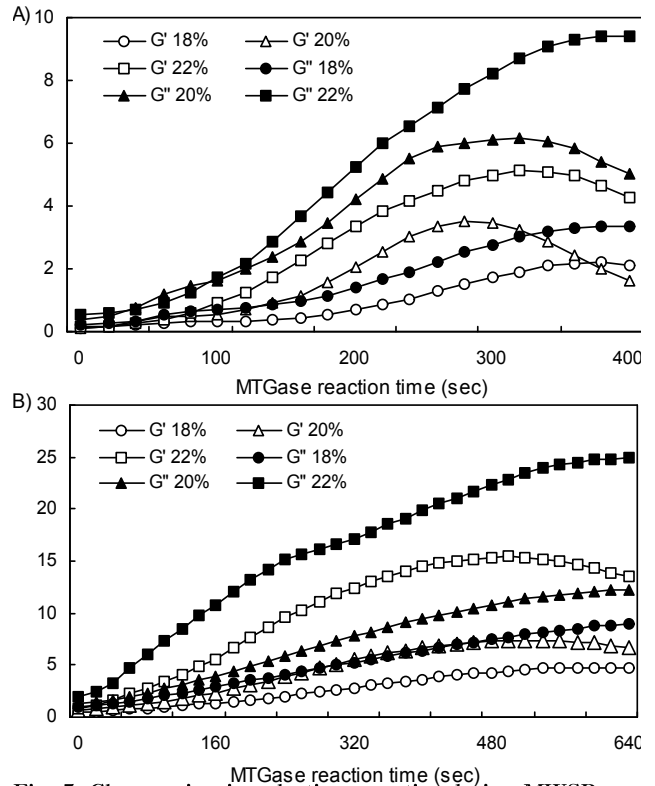 A)
10
8
6
4
2
0
G' 18% G' 20%
G' 22% G" 18%
G" 20% G" 22%
0 100 200 300 400
MTGase reaction time (sec)
B)
30
25
20
15
10
5
0
G' 18% G' 20%
G' 22% G" 18%
G" 20% G" 22%
0 160 320 480 640
MTGase reaction time (sec)